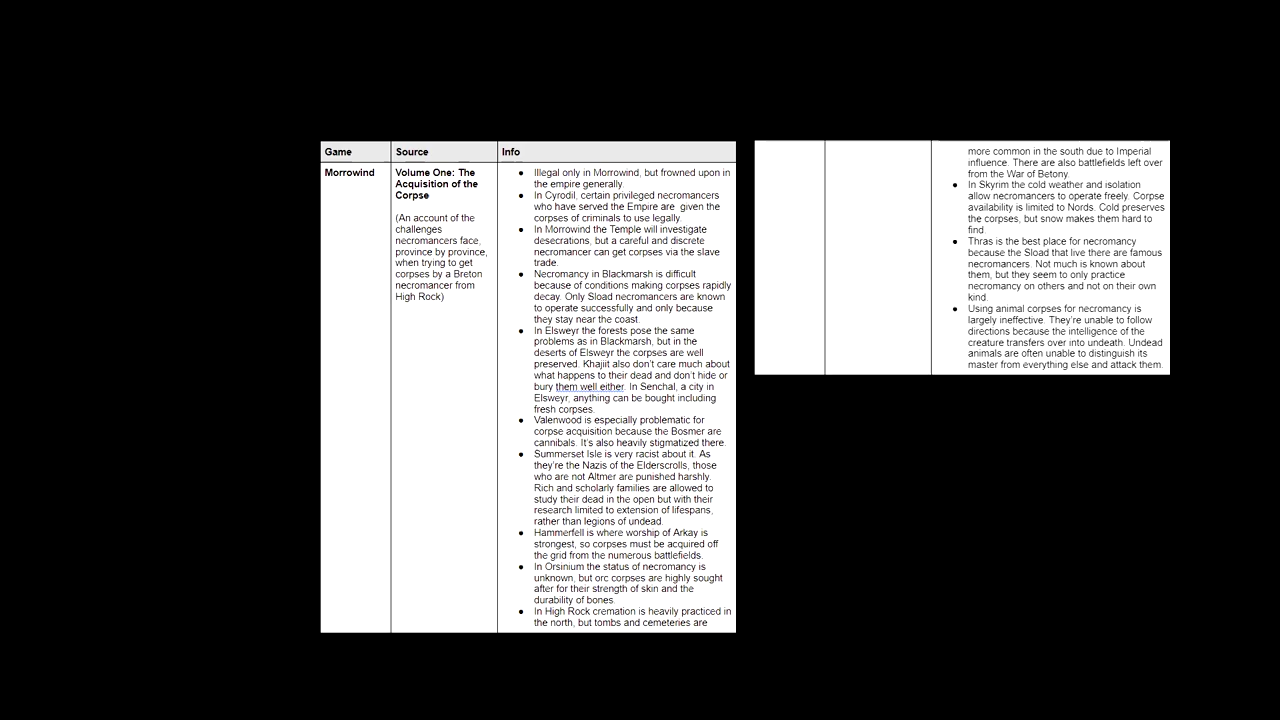 Game
Source
Info
Morrowind
Volume One: The
Acquisition of the
Corpse
(An account of the
challenges
necromancers face,
province by province,
when trying to get
corpses by a Breton
necromancer from
High Rock)
● Illegal only in Morrowind, but frowned upon in
the empire generally.
● In Cyrodil, certain privileged necromancers
who have served the Empire are given the
corpses of criminals to use legally.
● In Morrowind the Temple will investigate
desecrations, but a careful and discrete
necromancer can get corpses via the slave
trade.
● Necromancy in Blackmarsh is difficult
because of conditions making corpses rapidly
decay. Only Sload necromancers are known
to operate successfully and only because
they stay near the coast.
● In Elsweyr the forests pose the same
problems as in Blackmarsh, but in the
deserts of Elsweyr the corpses are well
preserved. Khajiit also don't care much about
what happens to their dead and don't hide or
bury them well either. In Senchal, a city in
Elsweyr, anything can be bought including
fresh corpses.
● Valenwood is especially problematic for
corpse acquisition because the Bosmer are
cannibals. It's also heavily stigmatized there.
● Summerset Isle is very racist about it. As
they're the Nazis of the Elderscrolls, those
who are not Altmer are punished harshly.
Rich and scholarly families are allowed to
study their dead in the open but with their
research limited to extension of lifespans,
rather than legions of undead.
● Hammerfell is where worship of Arkay is
strongest, so corpses must be acquired off
the grid from the numerous battlefields.
● In Orsinium the status of necromancy is
unknown, but orc corpses are highly sought
after for their strength of skin and the
durability of bones.
● In High Rock cremation is heavily practiced in
the north, but tombs and cemeteries are
more common in the south due to Imperial
influence. There are also battlefields left over
from the War of Betony.
● In Skyrim the cold weather and isolation
allow necromancers to operate freely. Corpse
availability is limited to Nords. Cold preserves
the corpses, but snow makes them hard to
find.
● Thras is the best place for necromancy
because the Sload that live there are famous
necromancers. Not much is known about
them, but they seem to only practice
necromancy on others and not on their own
kind.
● Using animal corpses for necromancy is
largely ineffective. They're unable to follow
directions because the intelligence of the
creature transfers over into undeath. Undead
animals are often unable to distinguish its
master from everything else and attack them.